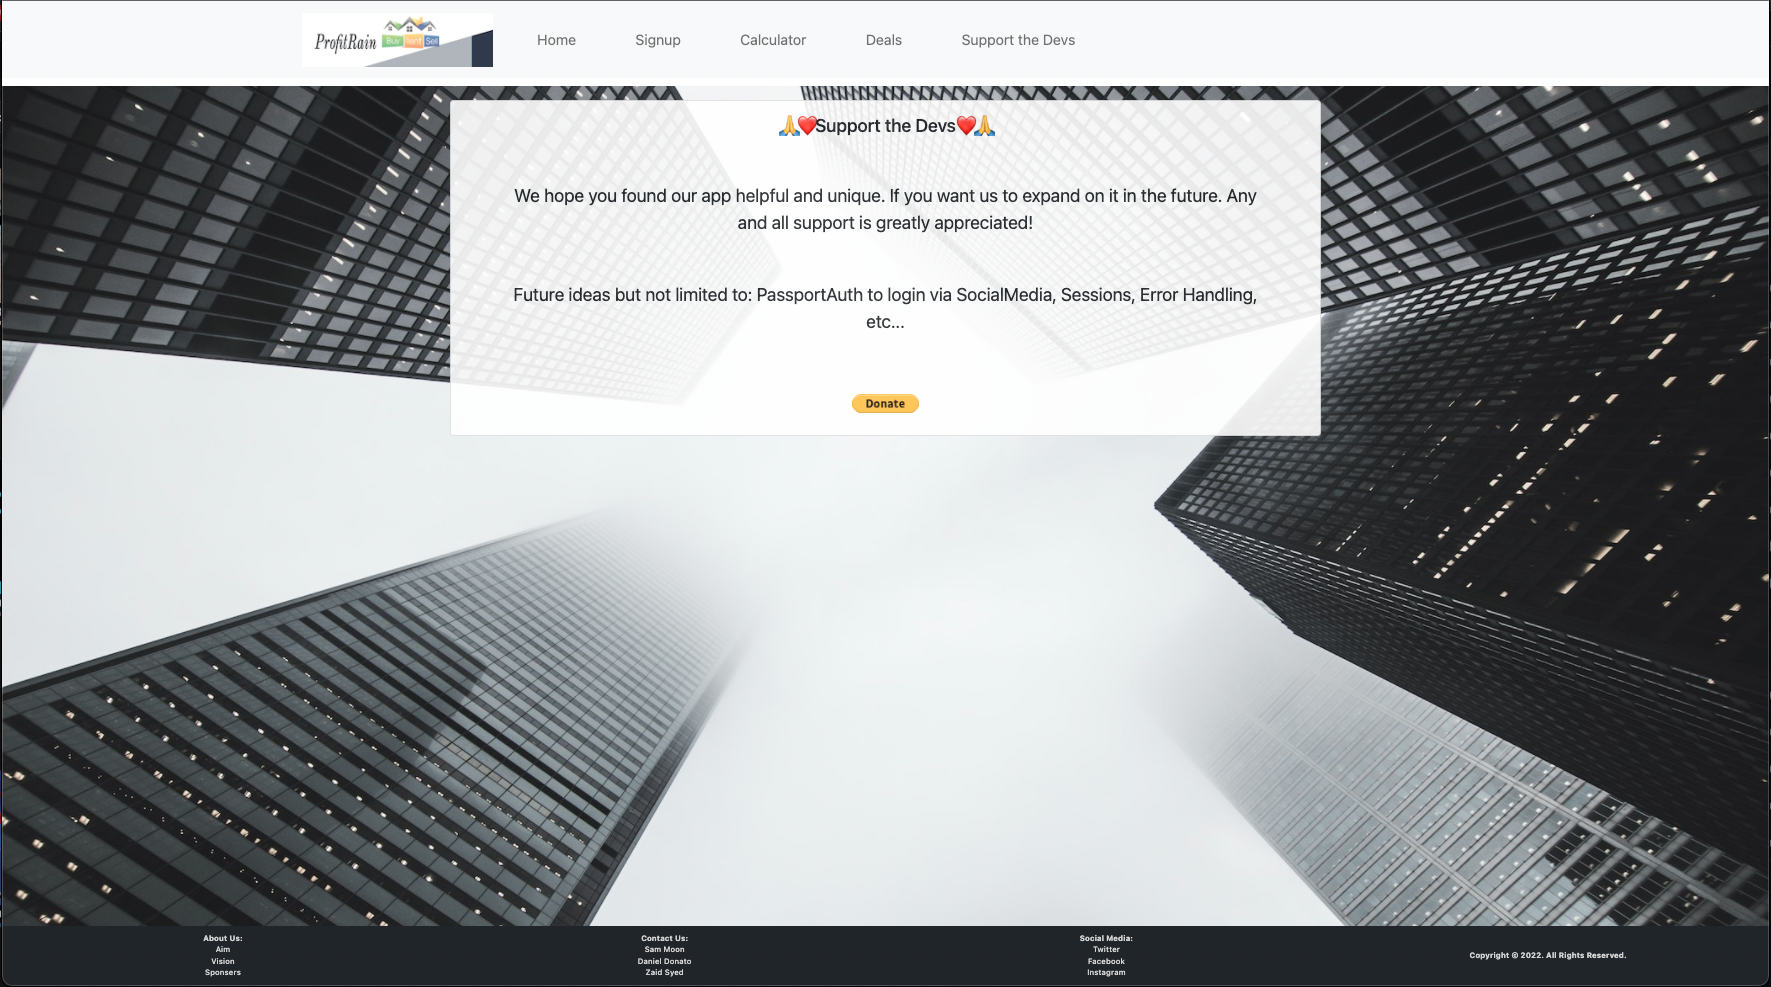 ProfitRain Buy Rent Sell
Home Signup Calculator Deals Support the Devs
🙏❤️Support the Devs❤️🙏
We hope you found our app helpful and unique. If you want us to expand on it in the future. Any
and all support is greatly appreciated!
Future ideas but not limited to: PassportAuth to login via SocialMedia, Sessions, Error Handling,
etc...
Donate
About Us:
Aim
Vision
Sponsers
Contact Us:
Sam Moon
Daniel Donato
Zaid Syed
Social Media:
Twitter
Facebook
Instagram
Copyright © 2022. All Rights Reserved.